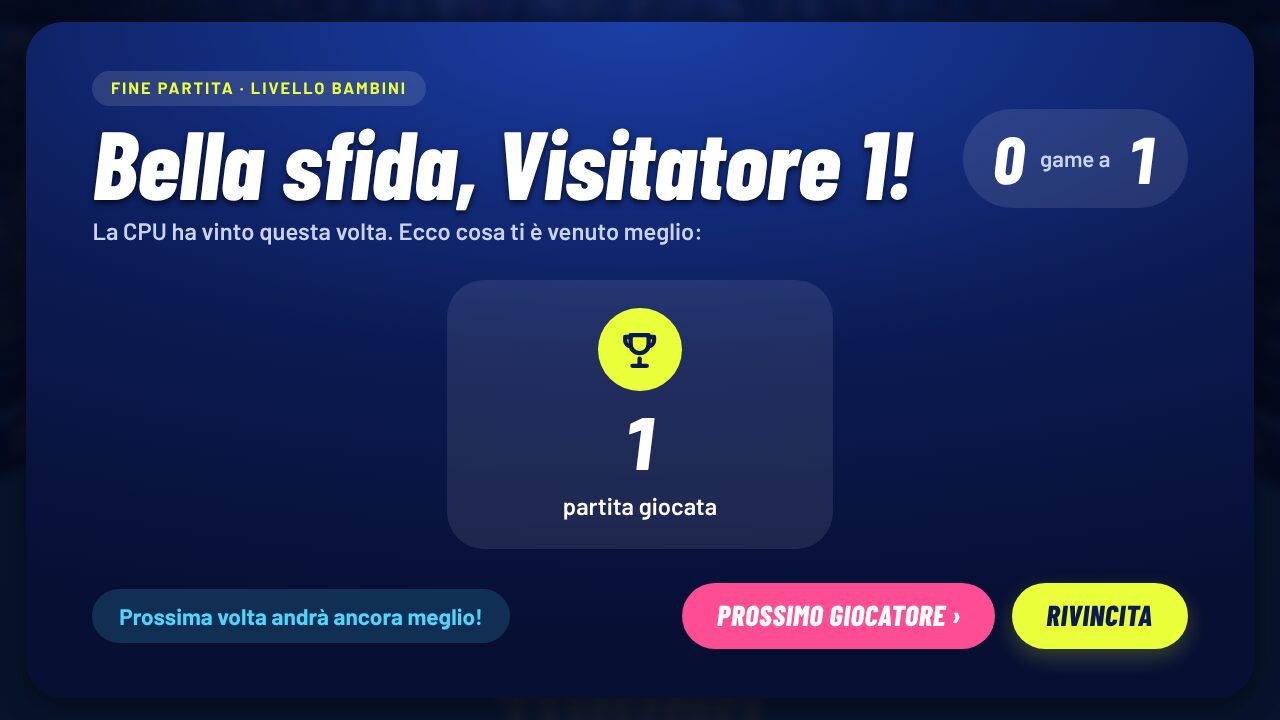 FINE PARTITA · LIVELLO BAMBINI
Bella sfida, Visitatore 1!
0 game a 1
La CPU ha vinto questa volta. Ecco cosa ti è venuto meglio:
1
partita giocata
Prossima volta andrà ancora meglio!
PROSSIMO GIOCATORE ›
RIVINCITA